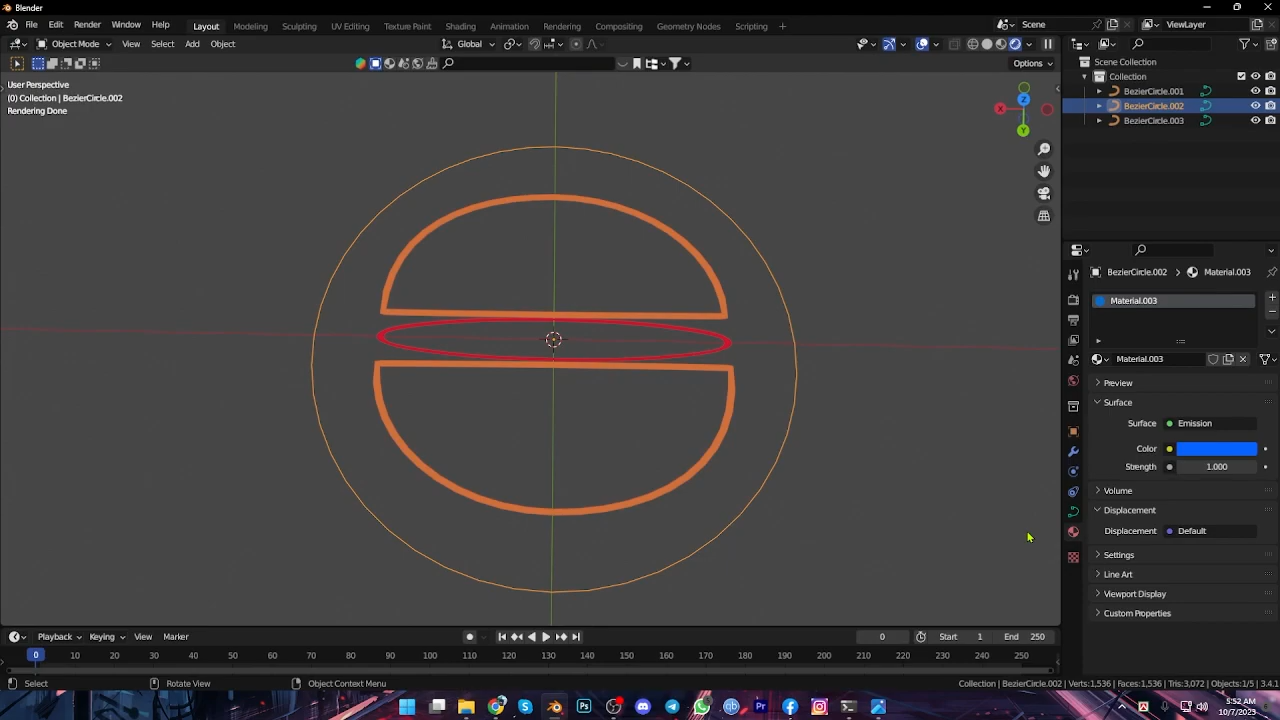 Blender
File Edit Render Window Help Layout Modeling Sculpting UV Editing Texture Paint Shading Animation Rendering Compositing Geometry Nodes Scripting + Scene ViewLayer
Object Mode View Select Add Object Global
Options
User Perspective
(0) Collection | BezierCircle.002
Rendering Done
X
Z
Y
Scene Collection
Collection
BezierCircle.001
BezierCircle.002
BezierCircle.003
BezierCircle.002 > Material.003
Material.003
Material.003
Preview
Surface
Surface Emission
Color
Strength 1.000
Volume
Displacement
Displacement Default
Settings
Line Art
Viewport Display
Custom Properties
Playback Keying View Marker 0 Start 1 End 250
0 10 20 30 40 50 60 70 80 90 100 110 120 130 140 150 160 170 180 190 200 210 220 230 240 250
Select Rotate View Object Context Menu Collection | BezierCircle.002 | Verts:1,536 | Faces:1,536 | Tris:3,072 | Objects:1/5 | 3.4.1
Ps Pr